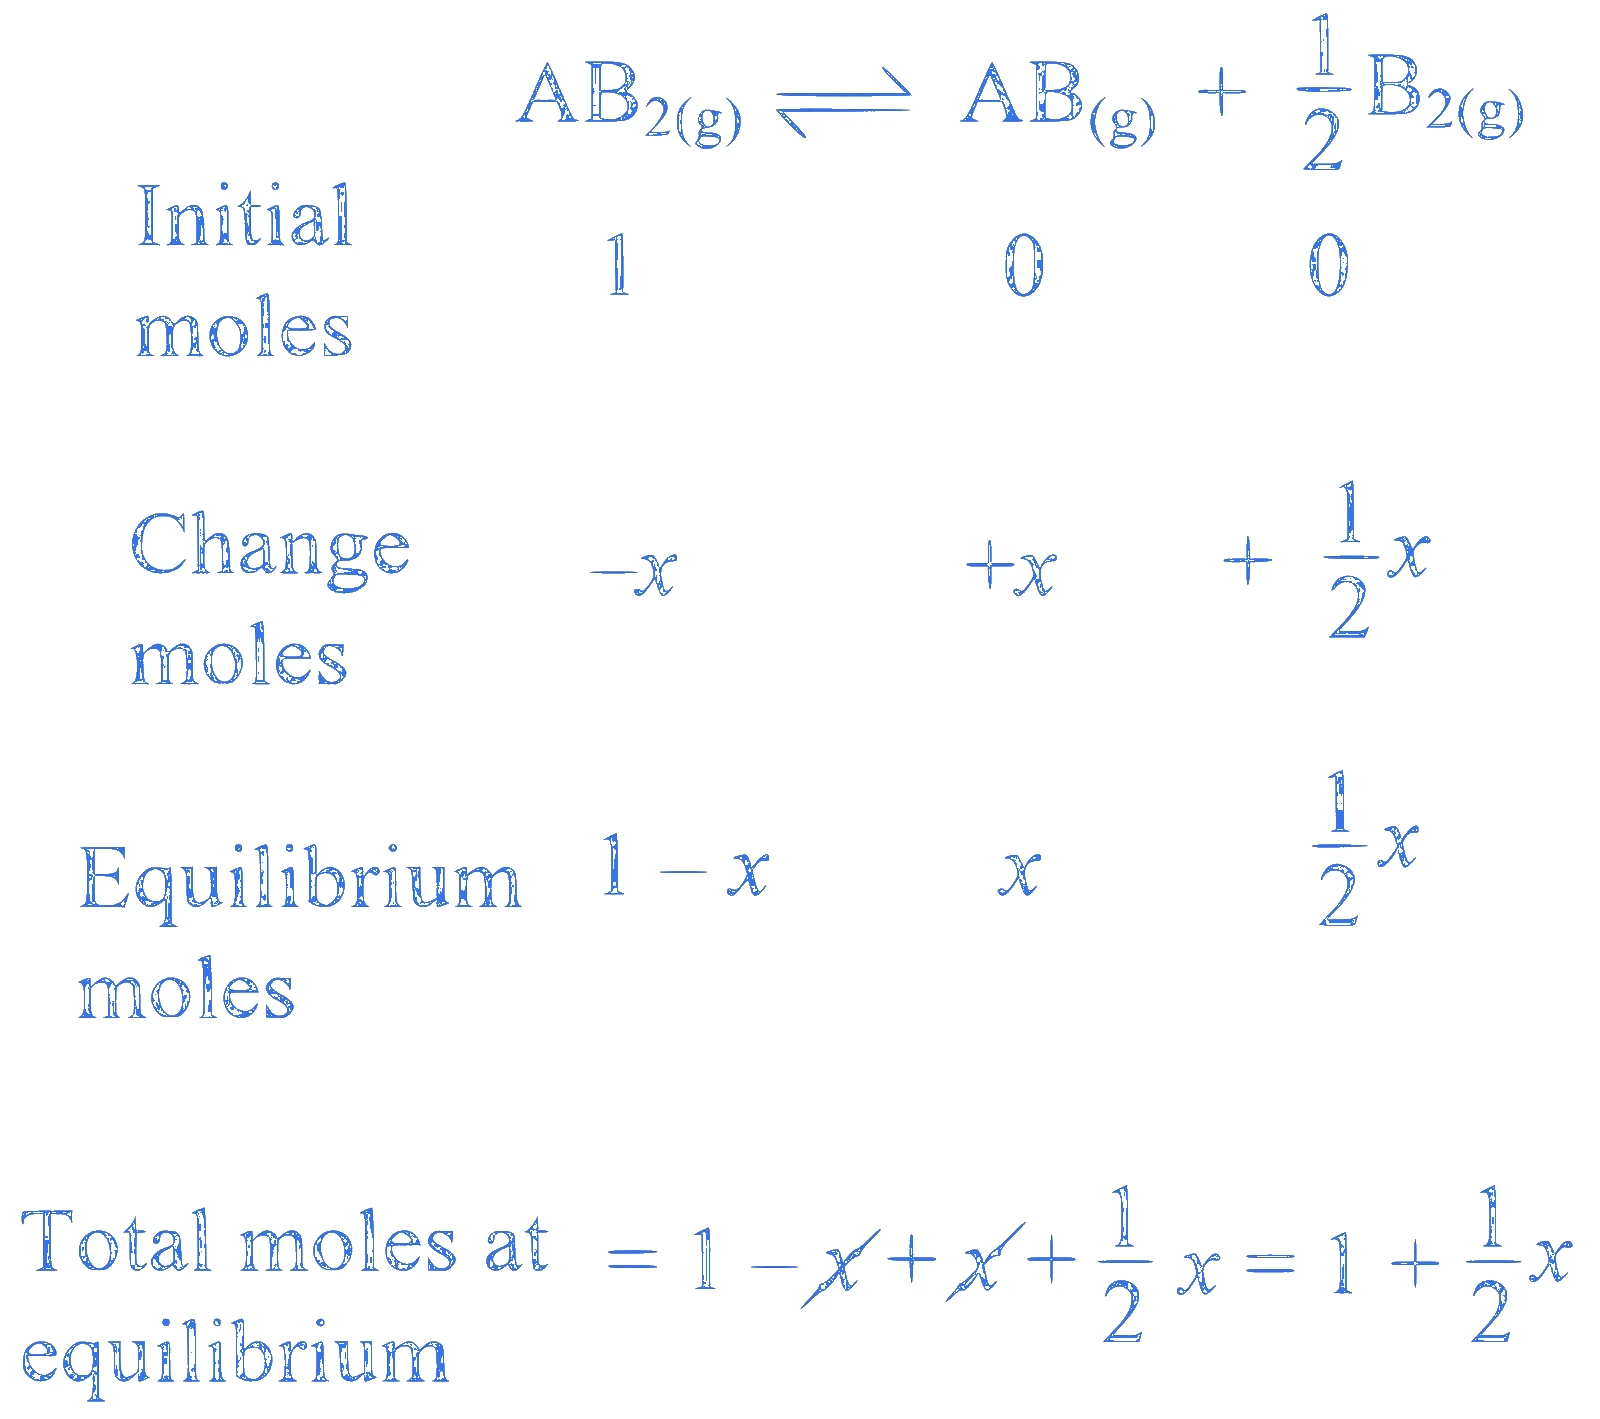 AB₂(g) ⇌ AB(g) + 1/2 B₂(g)
Initial moles 1 0 0
Change moles –x +x + 1/2 x
Equilibrium moles 1 – x x 1/2 x
Total moles at equilibrium = 1 – x + x + 1/2 x = 1 + 1/2 x